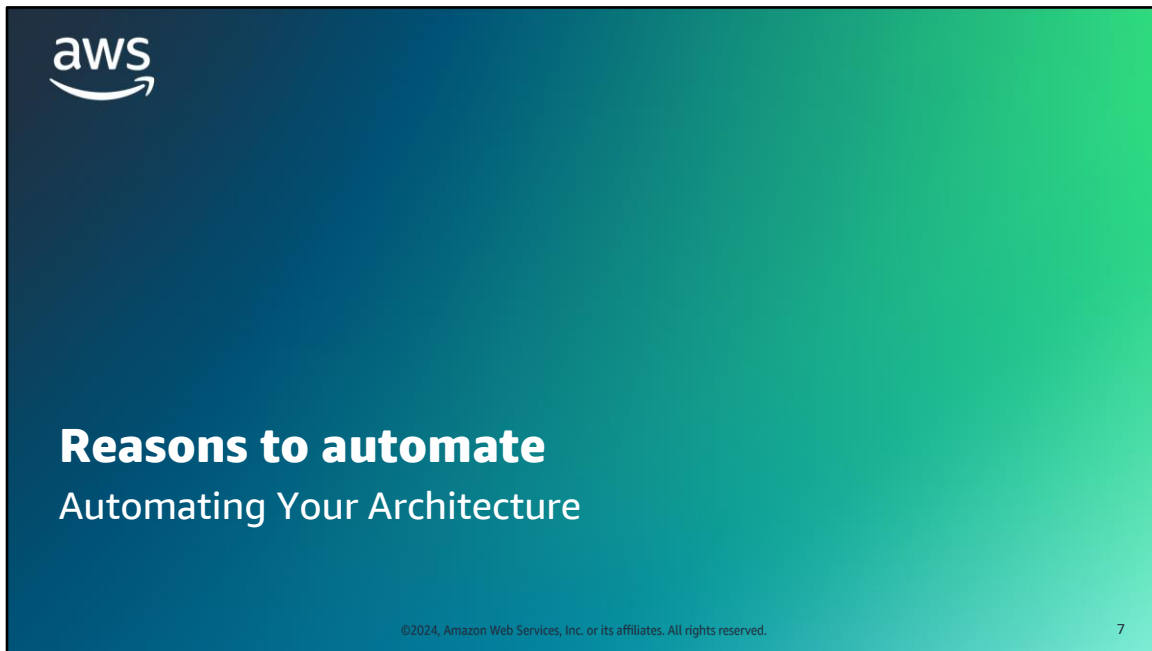 aws
Reasons to automate
Automating Your Architecture
©2024, Amazon Web Services, Inc. or its affiliates. All rights reserved.
7